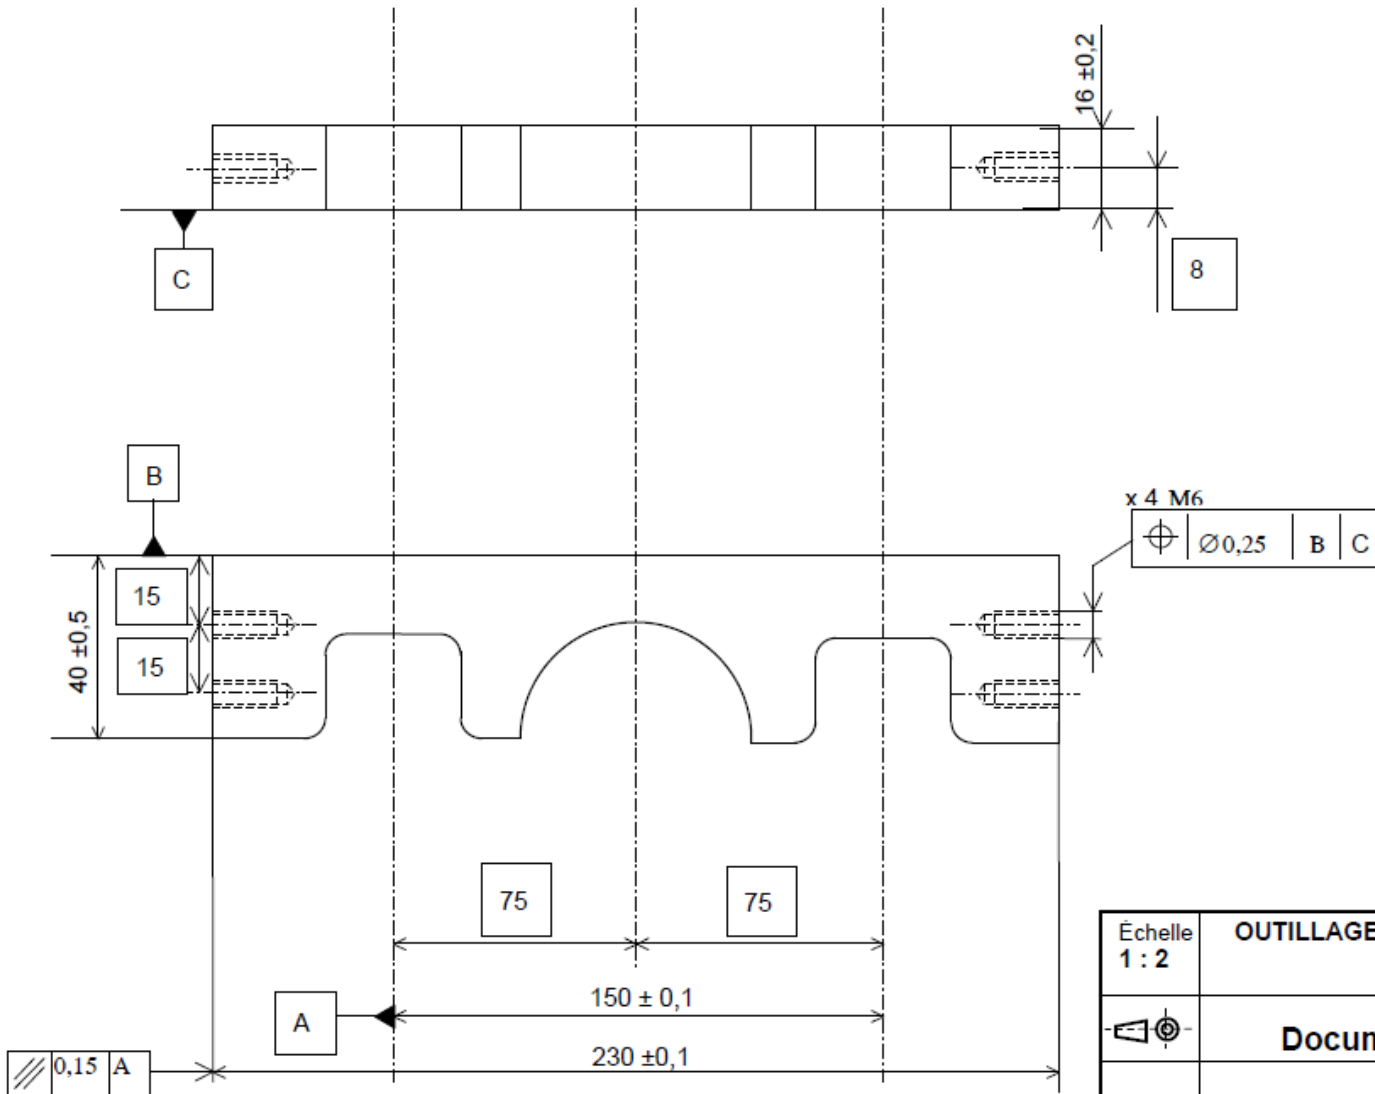 16 ±0,2
C
8
B
x 4 M6
⌖ Ø0,25 B C
15
40 ±0,5
15
75
75
150 ± 0,1
A
230 ±0,1
0,15 A
Échelle
1 : 2
OUTILLAGE
Docum